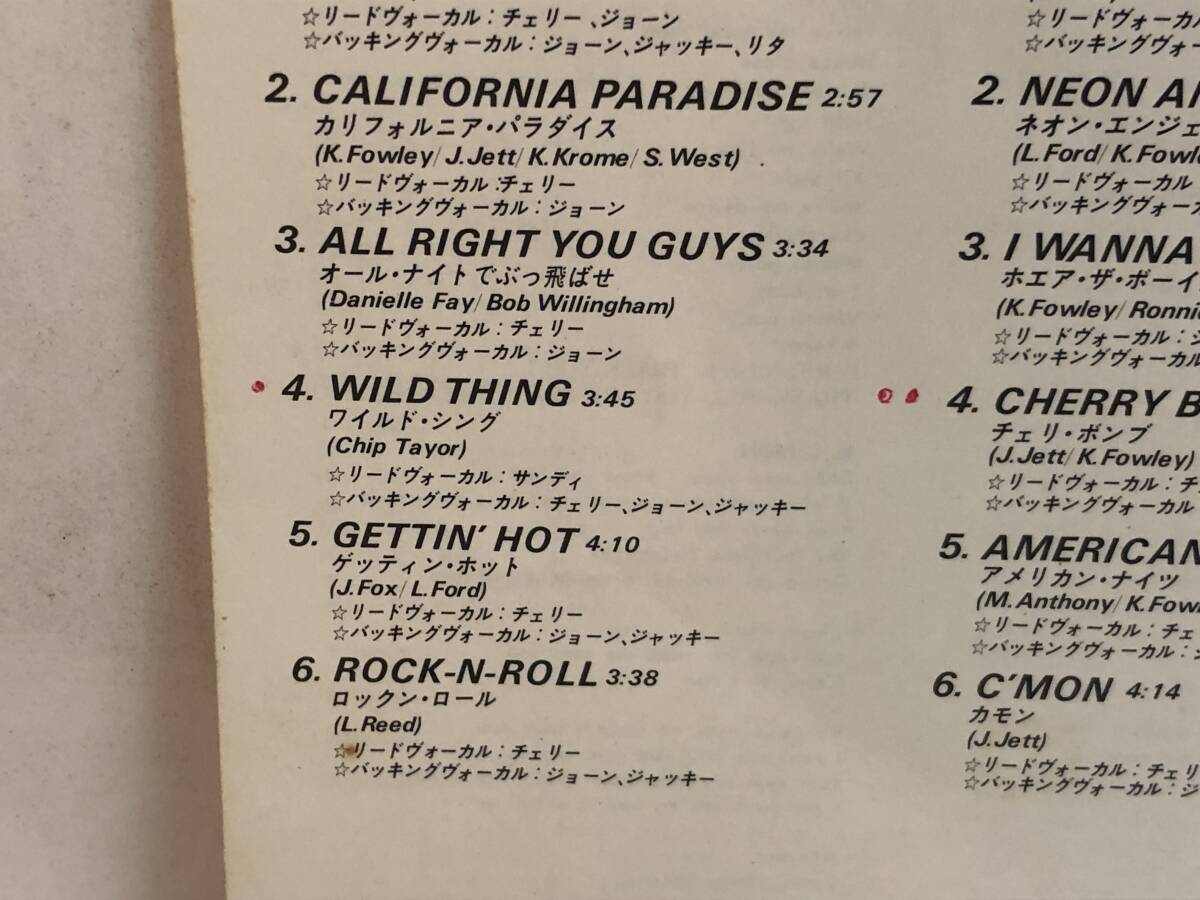 ☆リードヴォーカル：チェリー、ジョーン
☆バッキングヴォーカル：ジョーン、ジャッキー、リタ
2. CALIFORNIA PARADISE 2:57
カリフォルニア・パラダイス
(K.Fowley/J.Jett/K.Krome/S.West)
☆リードヴォーカル：チェリー
☆バッキングヴォーカル：ジョーン
3. ALL RIGHT YOU GUYS 3:34
オール・ナイトでぶっ飛ばせ
(Danielle Fay/Bob Willingham)
☆リードヴォーカル：チェリー
☆バッキングヴォーカル：ジョーン
4. WILD THING 3:45
ワイルド・シング
(Chip Tayor)
☆リードヴォーカル：サンディ
☆バッキングヴォーカル：チェリー、ジョーン、ジャッキー
5. GETTIN' HOT 4:10
ゲッティン・ホット
(J.Fox/L.Ford)
☆リードヴォーカル：チェリー
☆バッキングヴォーカル：ジョーン、ジャッキー
6. ROCK-N-ROLL 3:38
ロックン・ロール
(L.Reed)
☆リードヴォーカル：チェリー
☆バッキングヴォーカル：ジョーン、ジャッキー
☆リードヴォーカ
☆バッキングヴォー
2. NEON A
ネオン・エンジェ
(L.Ford/K.Fowl
☆リードヴォーカル
☆バッキングヴォーカ
3. I WANNA
ホエア・ザ・ボーイ
(K.Fowley/Ronnie
☆リードヴォーカル：
☆バッキングヴォーカル
4. CHERRY B
チェリ・ボンブ
(J.Jett/K.Fowley)
☆リードヴォーカル：チ
☆バッキングヴォーカル
5. AMERICAN
アメリカン・ナイツ
(M.Anthony/K.Fowl
☆リードヴォーカル：チェ
☆バッキングヴォーカル：
6. C'MON 4:14
カモン
(J.Jett)
☆リードヴォーカル：チェリ
☆バッキングヴォーカル：ジ